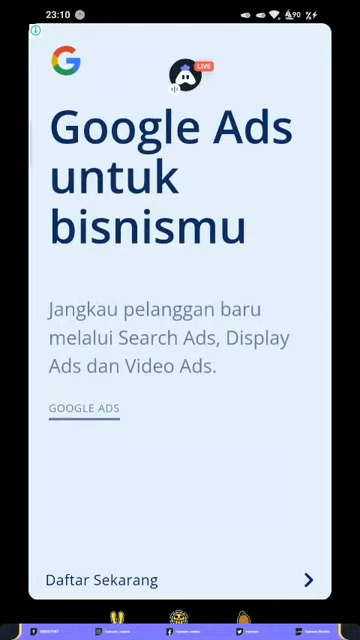 23:10
90
LIVE
Google Ads
untuk
bisnismu
Jangkau pelanggan baru
melalui Search Ads, Display
Ads dan Video Ads.
GOOGLE ADS
Daftar Sekarang